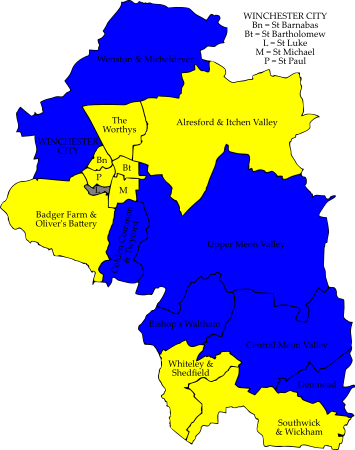 WINCHESTER CITY
Bn = St Barnabas
Bt = St Bartholomew
L = St Luke
M = St Michael
P = St Paul
Wonston & Micheldever
The
Worthys
Alresford & Itchen Valley
WINCHESTER
CITY
Bn
Bt
P
M
Badger Farm &
Oliver's Battery
Colden Common
& Twyford
Upper Meon Valley
Bishop's Waltham
Central Meon Valley
Whiteley &
Shedfield
Denmead
Southwick
& Wickham